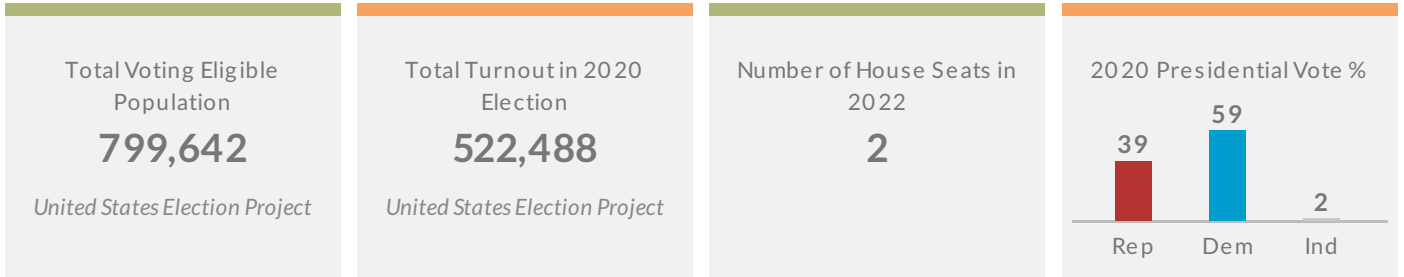 Total Voting Eligible
Population
799,642
United States Election Project
Total Turnout in 2020
Election
522,488
United States Election Project
Number of House Seats in
2022
2
2020 Presidential Vote %
39
59
2
Rep
Dem
Ind